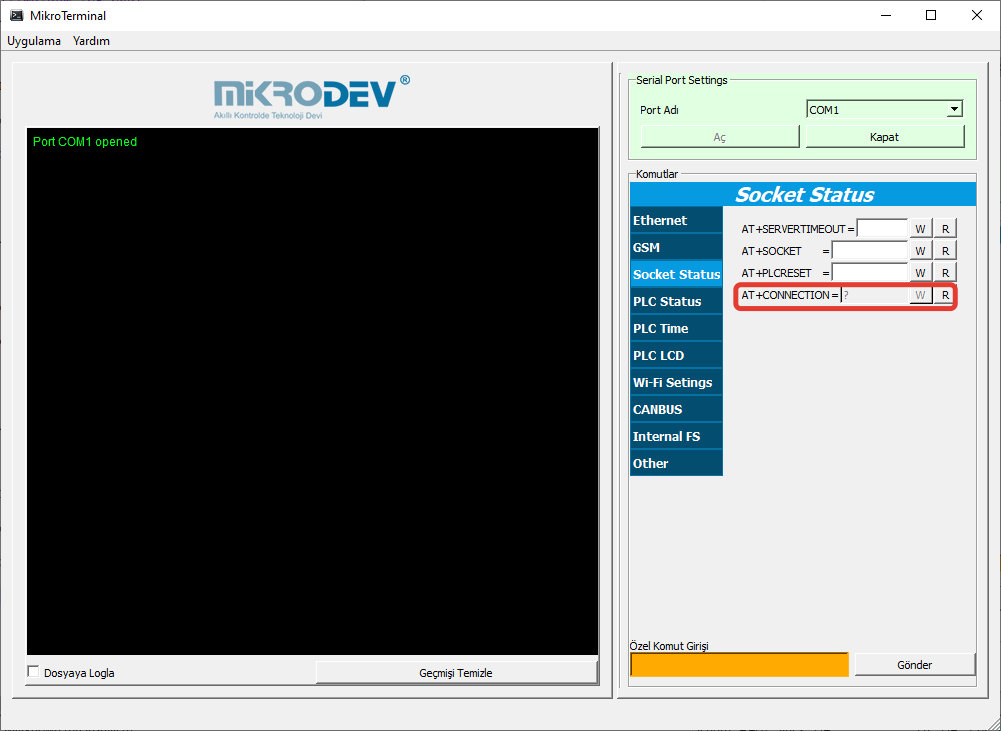 MikroTerminal
Uygulama Yardım
mikroDEV®
Akıllı Kontrolde Teknoloji Devi
Port COM1 opened
Dosyaya Logla
Geçmişi Temizle
Serial Port Settings
Port Adı COM1
Aç Kapat
Komutlar
Socket Status
Ethernet
GSM
Socket Status
PLC Status
PLC Time
PLC LCD
Wi-Fi Setings
CANBUS
Internal FS
Other
AT+SERVERTIMEOUT = W R
AT+SOCKET = W R
AT+PLCRESET = W R
AT+CONNECTION = ? W R
Özel Komut Girişi
Gönder